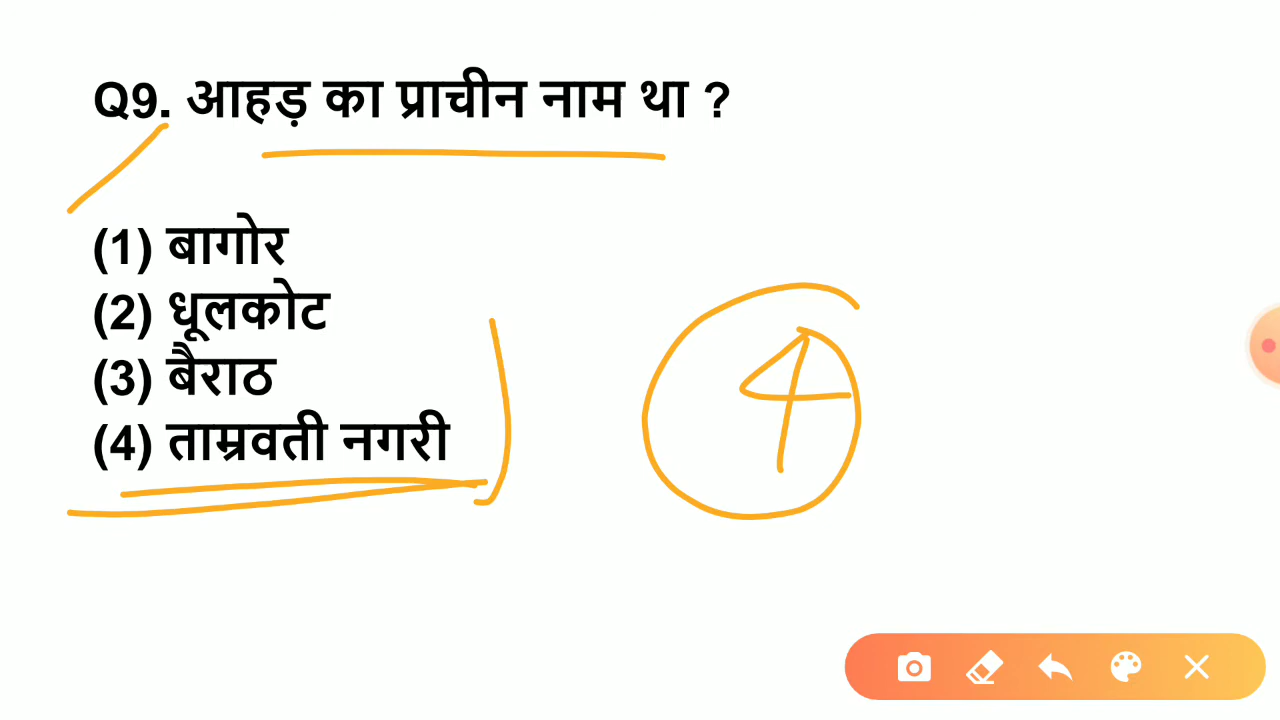 Q9. आहड़ का प्राचीन नाम था ?
(1) बागोर
(2) धूलकोट
(3) बैराठ
(4) ताम्रवती नगरी
4